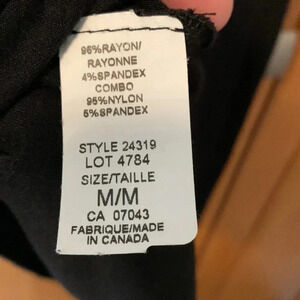 96%RAYON/
RAYONNE
4%SPANDEX
COMBO
95%NYLON
5%SPANDEX
STYLE 24319
LOT 4784
SIZE/TAILLE
M/M
CA 07043
FABRIQUE/MADE
IN CANADA